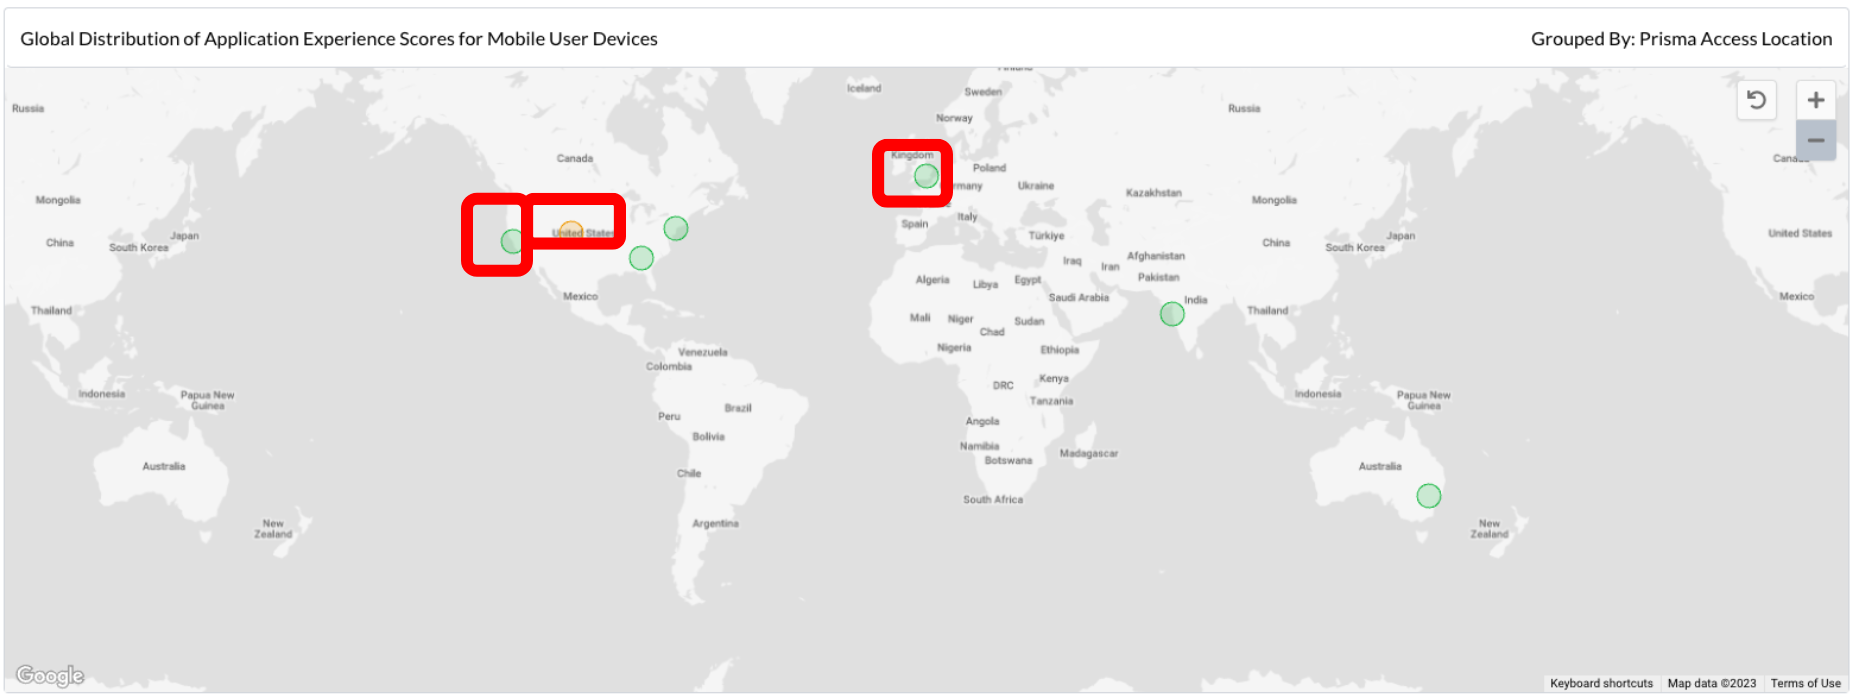 Global Distribution of Application Experience Scores for Mobile User Devices
Grouped By: Prisma Access Location
Finland
Iceland
Sweden
Russia
Russia
Norway
Canada
Kingdom
Canada
Poland
Germany
Ukraine
Kazakhstan
Mongolia
Mongolia
Spain
Italy
United States
United States
Türkiye
China
South Korea
Japan
China
South Korea
Japan
Afghanistan
Iraq
Iran
Pakistan
Algeria
Libya
Egypt
Saudi Arabia
India
Mexico
Mexico
Thailand
Thailand
Mali
Niger
Sudan
Chad
Nigeria
Ethiopia
Venezuela
Colombia
DRC
Kenya
Tanzania
Indonesia
Papua New
Guinea
Indonesia
Papua New
Guinea
Peru
Brazil
Angola
Bolivia
Namibia
Botswana
Madagascar
Australia
Australia
Chile
South Africa
New
Zealand
New
Zealand
Argentina
Google
Keyboard shortcuts
Map data ©2023
Terms of Use